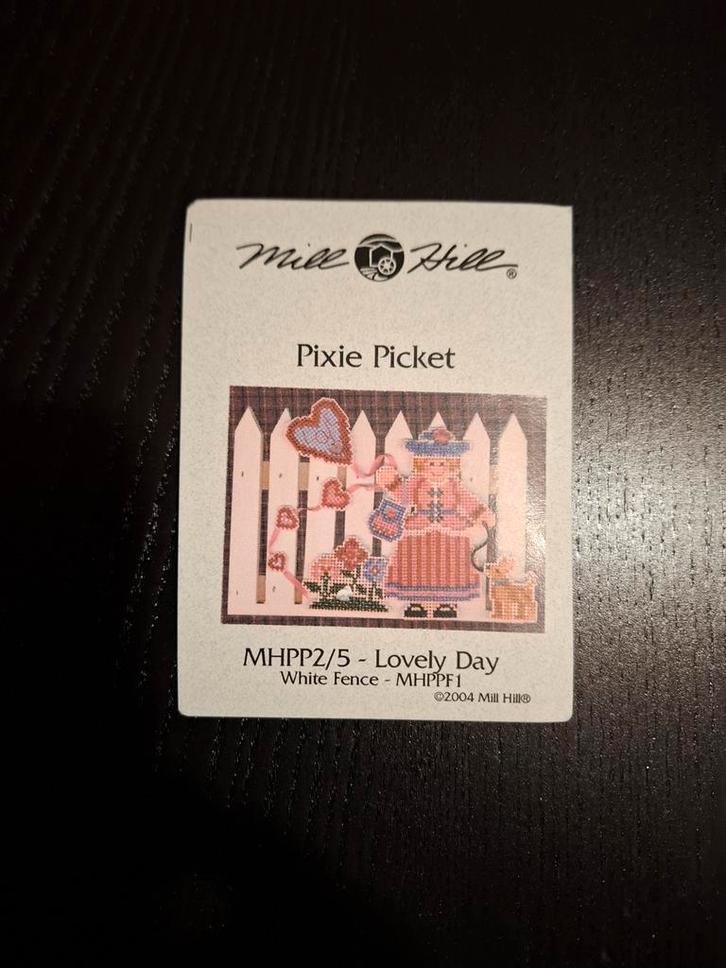 Mill Hill®
Pixie Picket
MHPP2/5 - Lovely Day
White Fence - MHPPF1
©2004 Mill Hill®